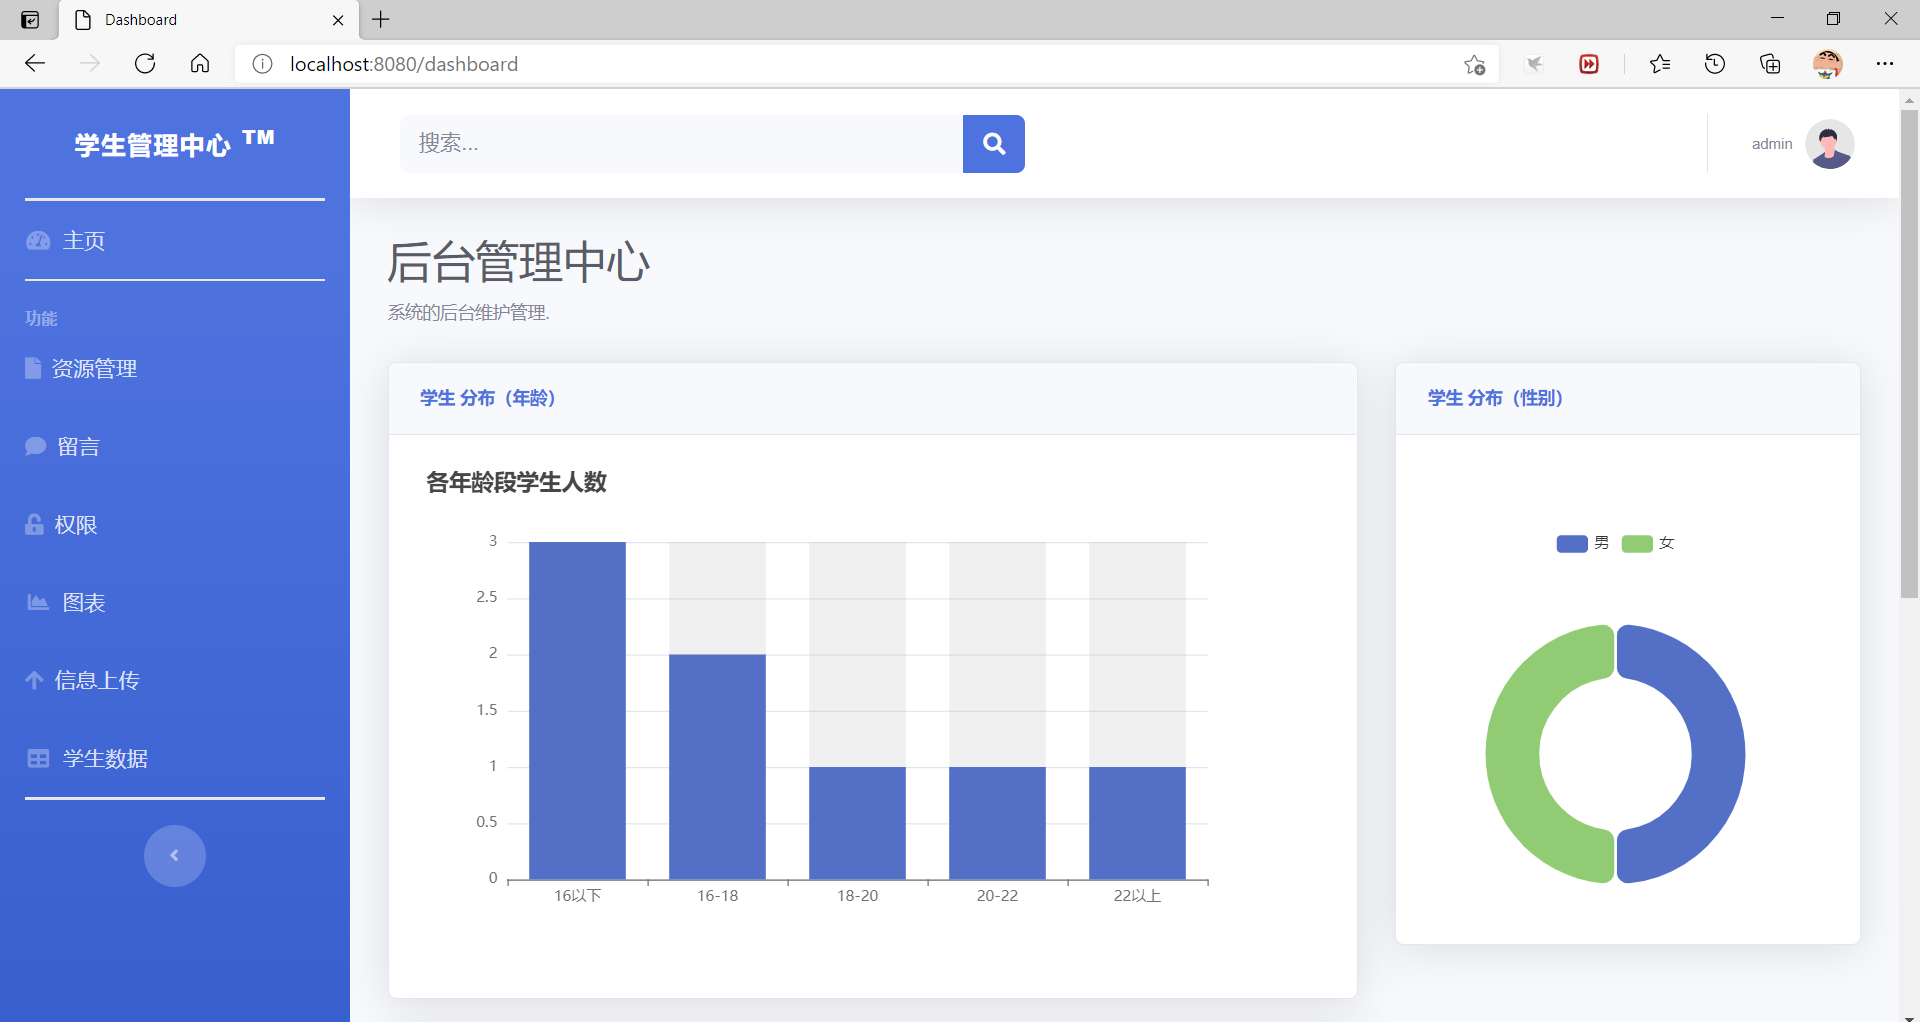 Dashboard
localhost:8080/dashboard
学生管理中心 TM
主页
功能
资源管理
留言
权限
图表
信息上传
学生数据
搜索...
admin
后台管理中心
系统的后台维护管理.
学生 分布（年龄）
各年龄段学生人数
3
2.5
2
1.5
1
0.5
0
16以下 16-18 18-20 20-22 22以上
学生 分布（性别）
男 女